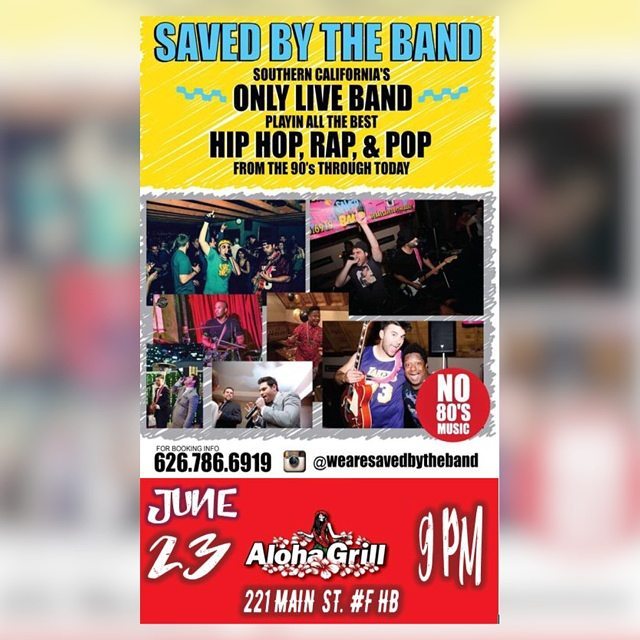 SAVED BY THE BAND
SOUTHERN CALIFORNIA'S
ONLY LIVE BAND
PLAYIN ALL THE BEST
HIP HOP, RAP, & POP
FROM THE 90's THROUGH TODAY
NO
80'S
MUSIC
FOR BOOKING INFO
626.786.6919 @wearesavedbytheband
JUNE
23
Aloha Grill
9 PM
221 MAIN ST. #F HB